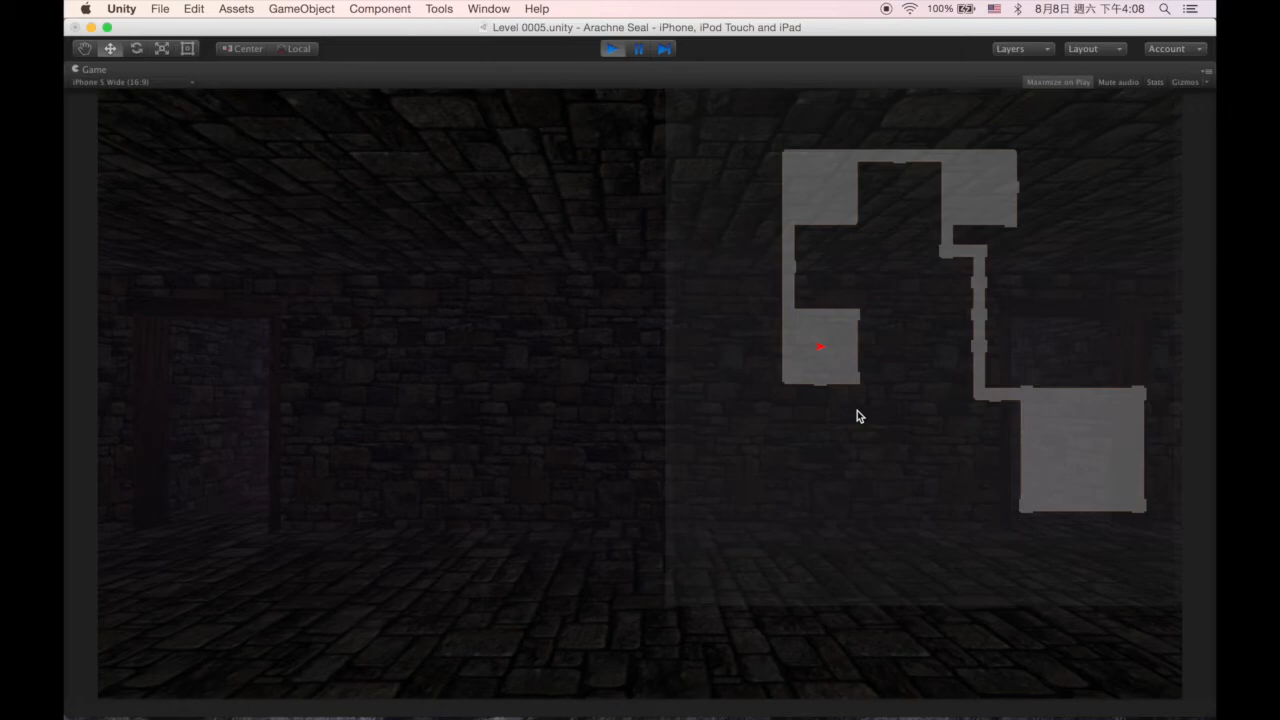 Unity File Edit Assets GameObject Component Tools Window Help 100% 8月8日 週六 下午4:08
Level 0005.unity - Arachne Seal - iPhone, iPod Touch and iPad
Center Local Layers Layout Account
Game
iPhone 5 Wide (16:9) Maximize on Play Mute audio Stats Gizmos